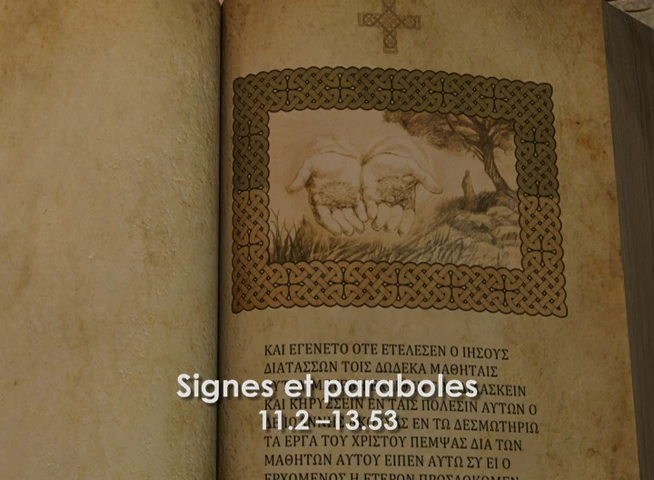 ΚΑΙ ΕΓΕΝΕΤΟ ΟΤΕ ΕΤΕΛΕΣΕΝ Ο ΙΗΣΟΥΣ
ΔΙΑΤΑΣΣΩΝ ΤΟΙΣ ΔΩΔΕΚΑ ΜΑΘΗΤΑΙΣ
Signes et paraboles
ΚΑΙ ΚΗΡΥΣΣΕΙΝ ΕΝ ΤΑΙΣ ΠΟΛΕΣΙΝ ΑΥΤΩΝ Ο
11.2 –13.53
ΕΝ ΤΩ ΔΕΣΜΩΤΗΡΙΩ
ΤΑ ΕΡΓΑ ΤΟΥ ΧΡΙΣΤΟΥ ΠΕΜΨΑΣ ΔΙΑ ΤΩΝ
ΜΑΘΗΤΩΝ ΑΥΤΟΥ ΕΙΠΕΝ ΑΥΤΩ ΣΥ ΕΙ Ο
ΕΡΧΟΜΕΝΟΣ Η ΕΤΕΡΟΝ ΠΡΟΣΔΟΚΩΜΕΝ